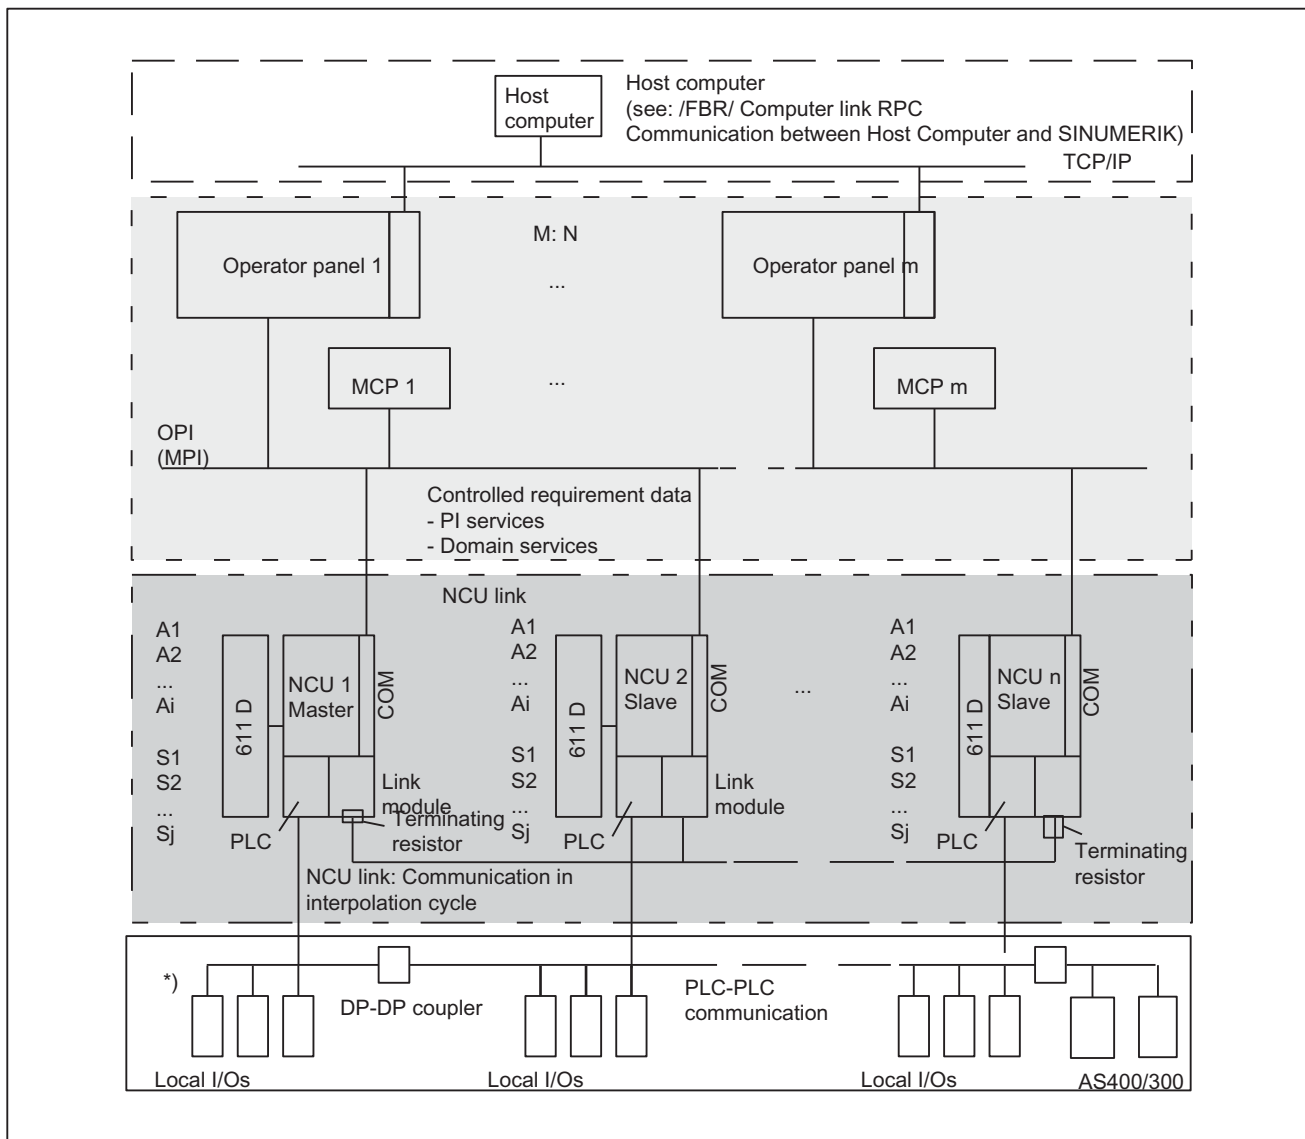 Host
computer
Host computer
(see: /FBR/ Computer link RPC
Communication between Host Computer and SINUMERIK)
TCP/IP
Operator panel 1
M: N
...
Operator panel m
MCP 1
...
MCP m
OPI
(MPI)
Controlled requirement data
- PI services
- Domain services
NCU link
A1
A2
...
Ai
S1
S2
...
Sj
611 D
NCU 1
Master
COM
Link
module
PLC
Terminating
resistor
A1
A2
...
Ai
S1
S2
...
Sj
611 D
NCU 2
Slave
COM
Link
module
PLC
...
A1
A2
...
Ai
S1
S2
...
Sj
611 D
NCU n
Slave
COM
PLC
Terminating
resistor
NCU link: Communication in
interpolation cycle
*)
DP-DP coupler
PLC-PLC
communication
Local I/Os
Local I/Os
Local I/Os
AS400/300